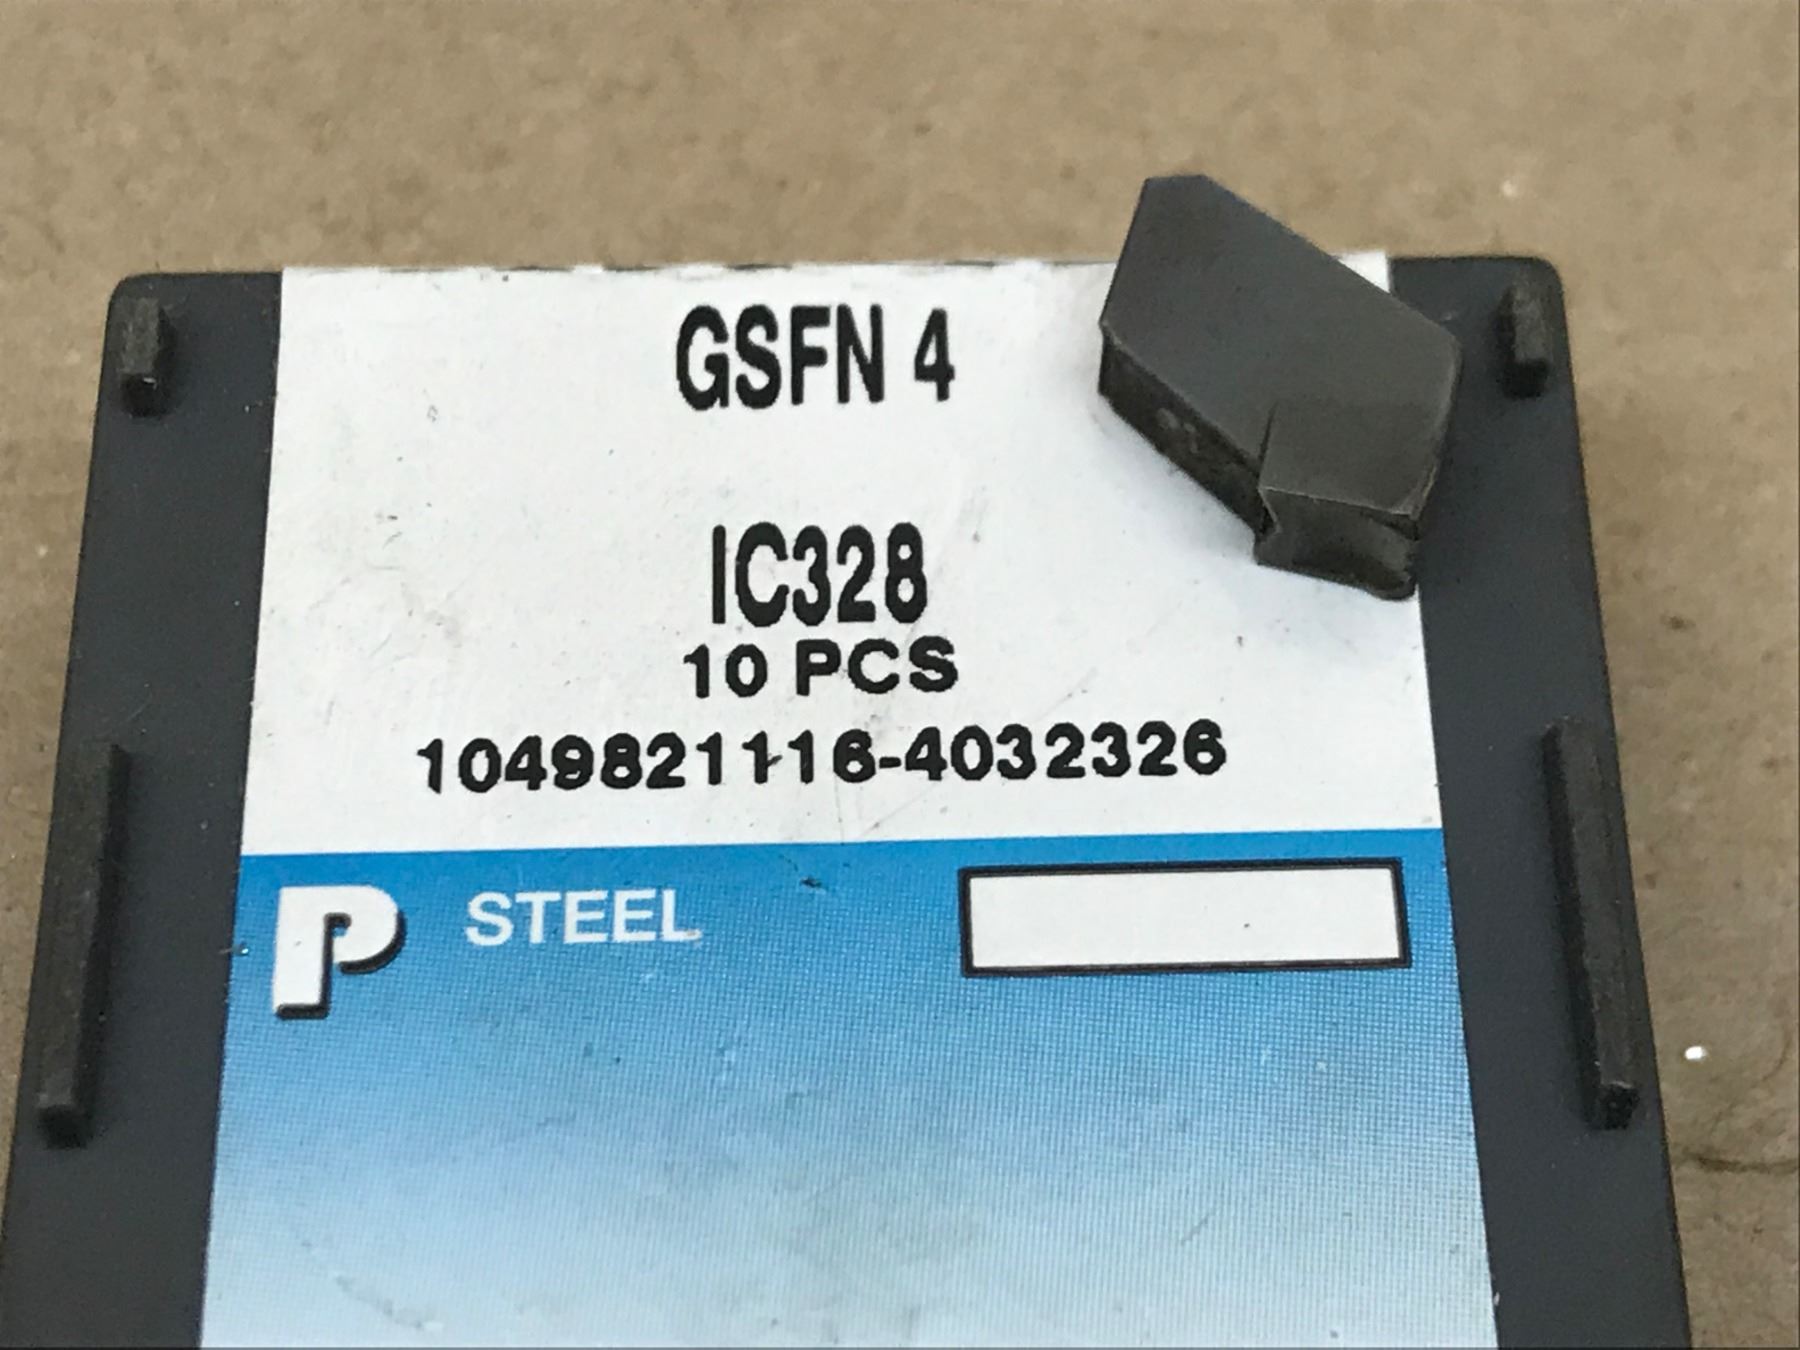 GSFN 4
IC328
10 PCS
1049821116-4032326
P STEEL